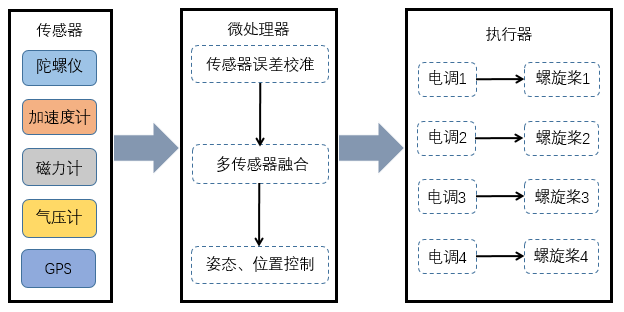 传感器
陀螺仪
加速度计
磁力计
气压计
GPS
微处理器
传感器误差校准
多传感器融合
姿态、位置控制
执行器
电调1
螺旋桨1
电调2
螺旋桨2
电调3
螺旋桨3
电调4
螺旋桨4